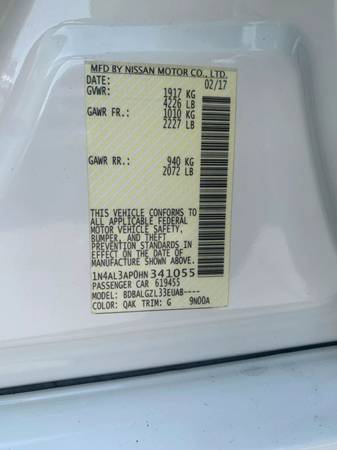 MFD BY NISSAN MOTOR CO., LTD.
DATE: 02/17
GVWR: 1917 KG
4226 LB
GAWR FR.: 1010 KG
2227 LB
GAWR RR.: 940 KG
2072 LB
THIS VEHICLE CONFORMS TO
ALL APPLICABLE FEDERAL
MOTOR VEHICLE SAFETY,
BUMPER, AND THEFT
PREVENTION STANDARDS IN
EFFECT ON THE DATE OF
MANUFACTURE SHOWN ABOVE.
1N4AL3AP0HN341055
PASSENGER CAR 619455
MODEL: BDBALGZL33EUA8----
COLOR: QAK TRIM: G 9N00A